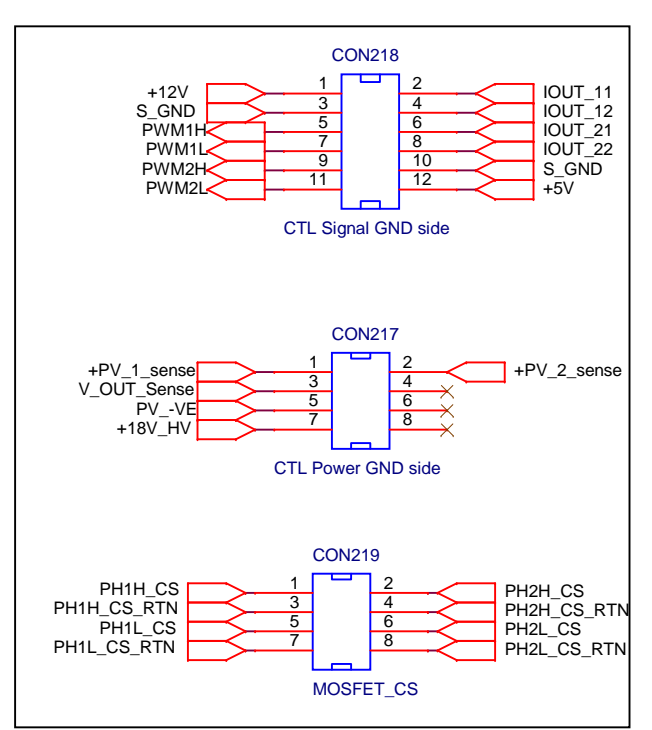 CON218
+12V 1 2 IOUT_11
S_GND 3 4 IOUT_12
PWM1H 5 6 IOUT_21
PWM1L 7 8 IOUT_22
PWM2H 9 10 S_GND
PWM2L 11 12 +5V
CTL Signal GND side
CON217
+PV_1_sense 1 2 +PV_2_sense
V_OUT_Sense 3 4
PV_-VE 5 6
+18V_HV 7 8
CTL Power GND side
CON219
PH1H_CS 1 2 PH2H_CS
PH1H_CS_RTN 3 4 PH2H_CS_RTN
PH1L_CS 5 6 PH2L_CS
PH1L_CS_RTN 7 8 PH2L_CS_RTN
MOSFET_CS